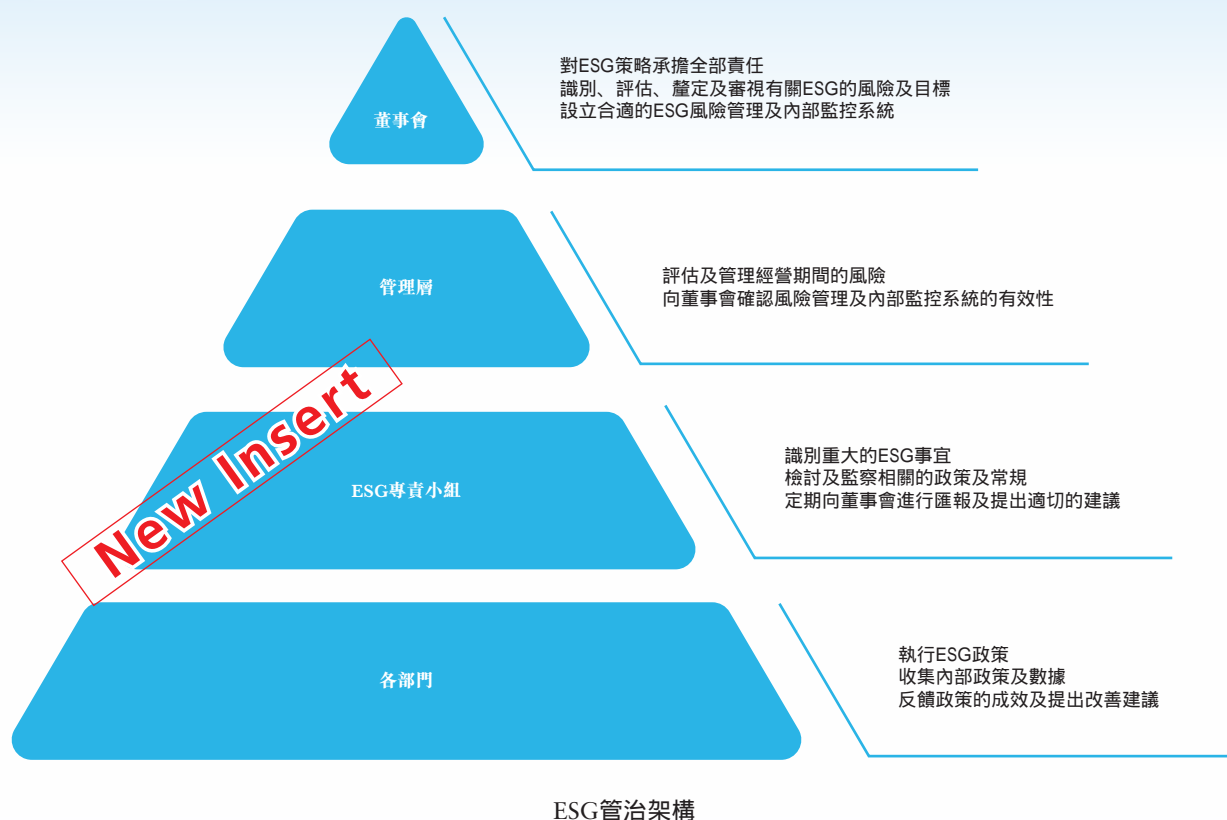 董事會
對ESG策略承擔全部責任
識別、評估、釐定及審視有關ESG的風險及目標
設立合適的ESG風險管理及內部監控系統
管理層
評估及管理經營期間的風險
向董事會確認風險管理及內部監控系統的有效性
New Insert
ESG專責小組
識別重大的ESG事宜
檢討及監察相關的政策及常規
定期向董事會進行匯報及提出適切的建議
各部門
執行ESG政策
收集內部政策及數據
反饋政策的成效及提出改善建議
ESG管治架構